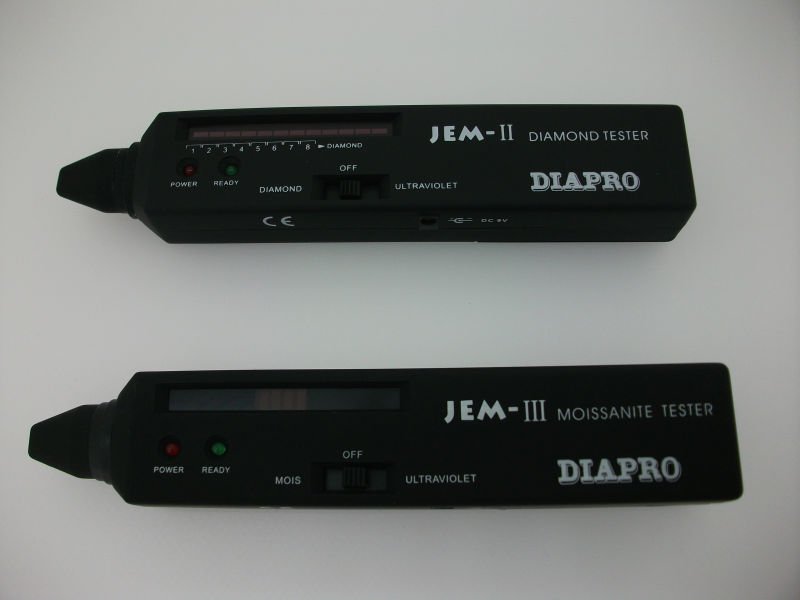 JEM-II DIAMOND TESTER
1 2 3 4 5 6 7 8 DIAMOND
POWER READY
OFF
DIAMOND ULTRAVIOLET
DIAPRO
CE DC 9V
JEM-III MOISSANITE TESTER
POWER READY
OFF
MOIS ULTRAVIOLET
DIAPRO